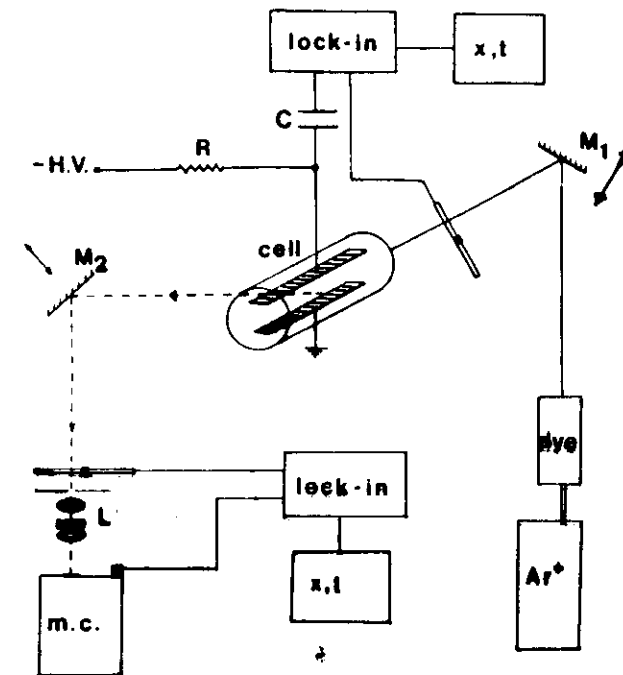 lock-in
x,t
C
R
-H.V.
M1
cell
M2
dye
lock-in
L
Ar+
x,t
m.c.